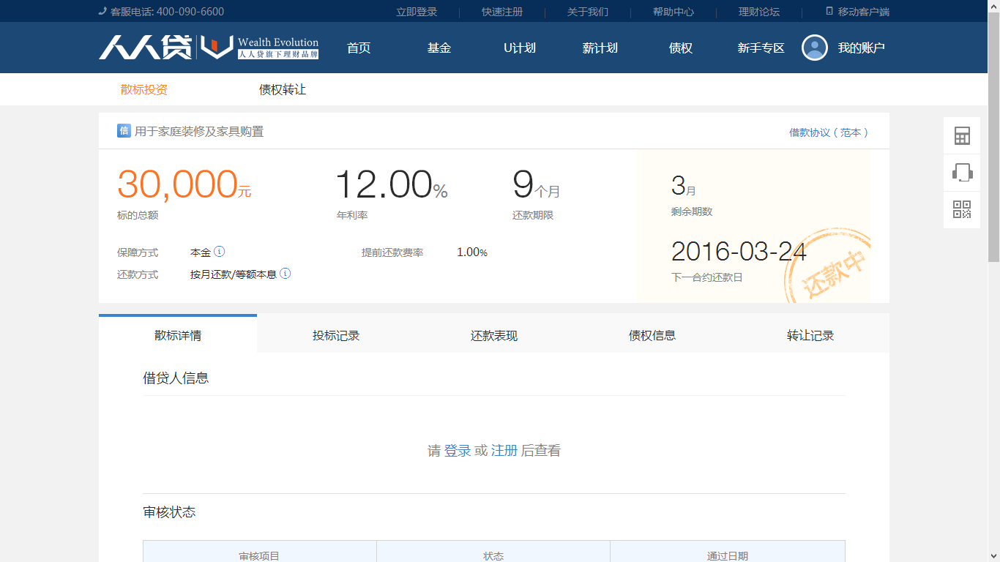 客服电话: 400-090-6600 立即登录 快速注册 关于我们 帮助中心 理财论坛 移动客户端
人人贷 Wealth Evolution
人人贷旗下理财品牌
首页 基金 U计划 薪计划 债权 新手专区 我的账户
散标投资 债权转让
信 用于家庭装修及家具购置 借款协议 ( 范本 )
30,000元 12.00% 9个月 3月
标的总额 年利率 还款期限 剩余期数
保障方式 本金 提前还款费率 1.00% 2016-03-24
还款方式 按月还款/等额本息 下一合约还款日
还款中
散标详情 投标记录 还款表现 债权信息 转让记录
借贷人信息
请 登录 或 注册 后查看
审核状态
审核项目 状态 通过日期